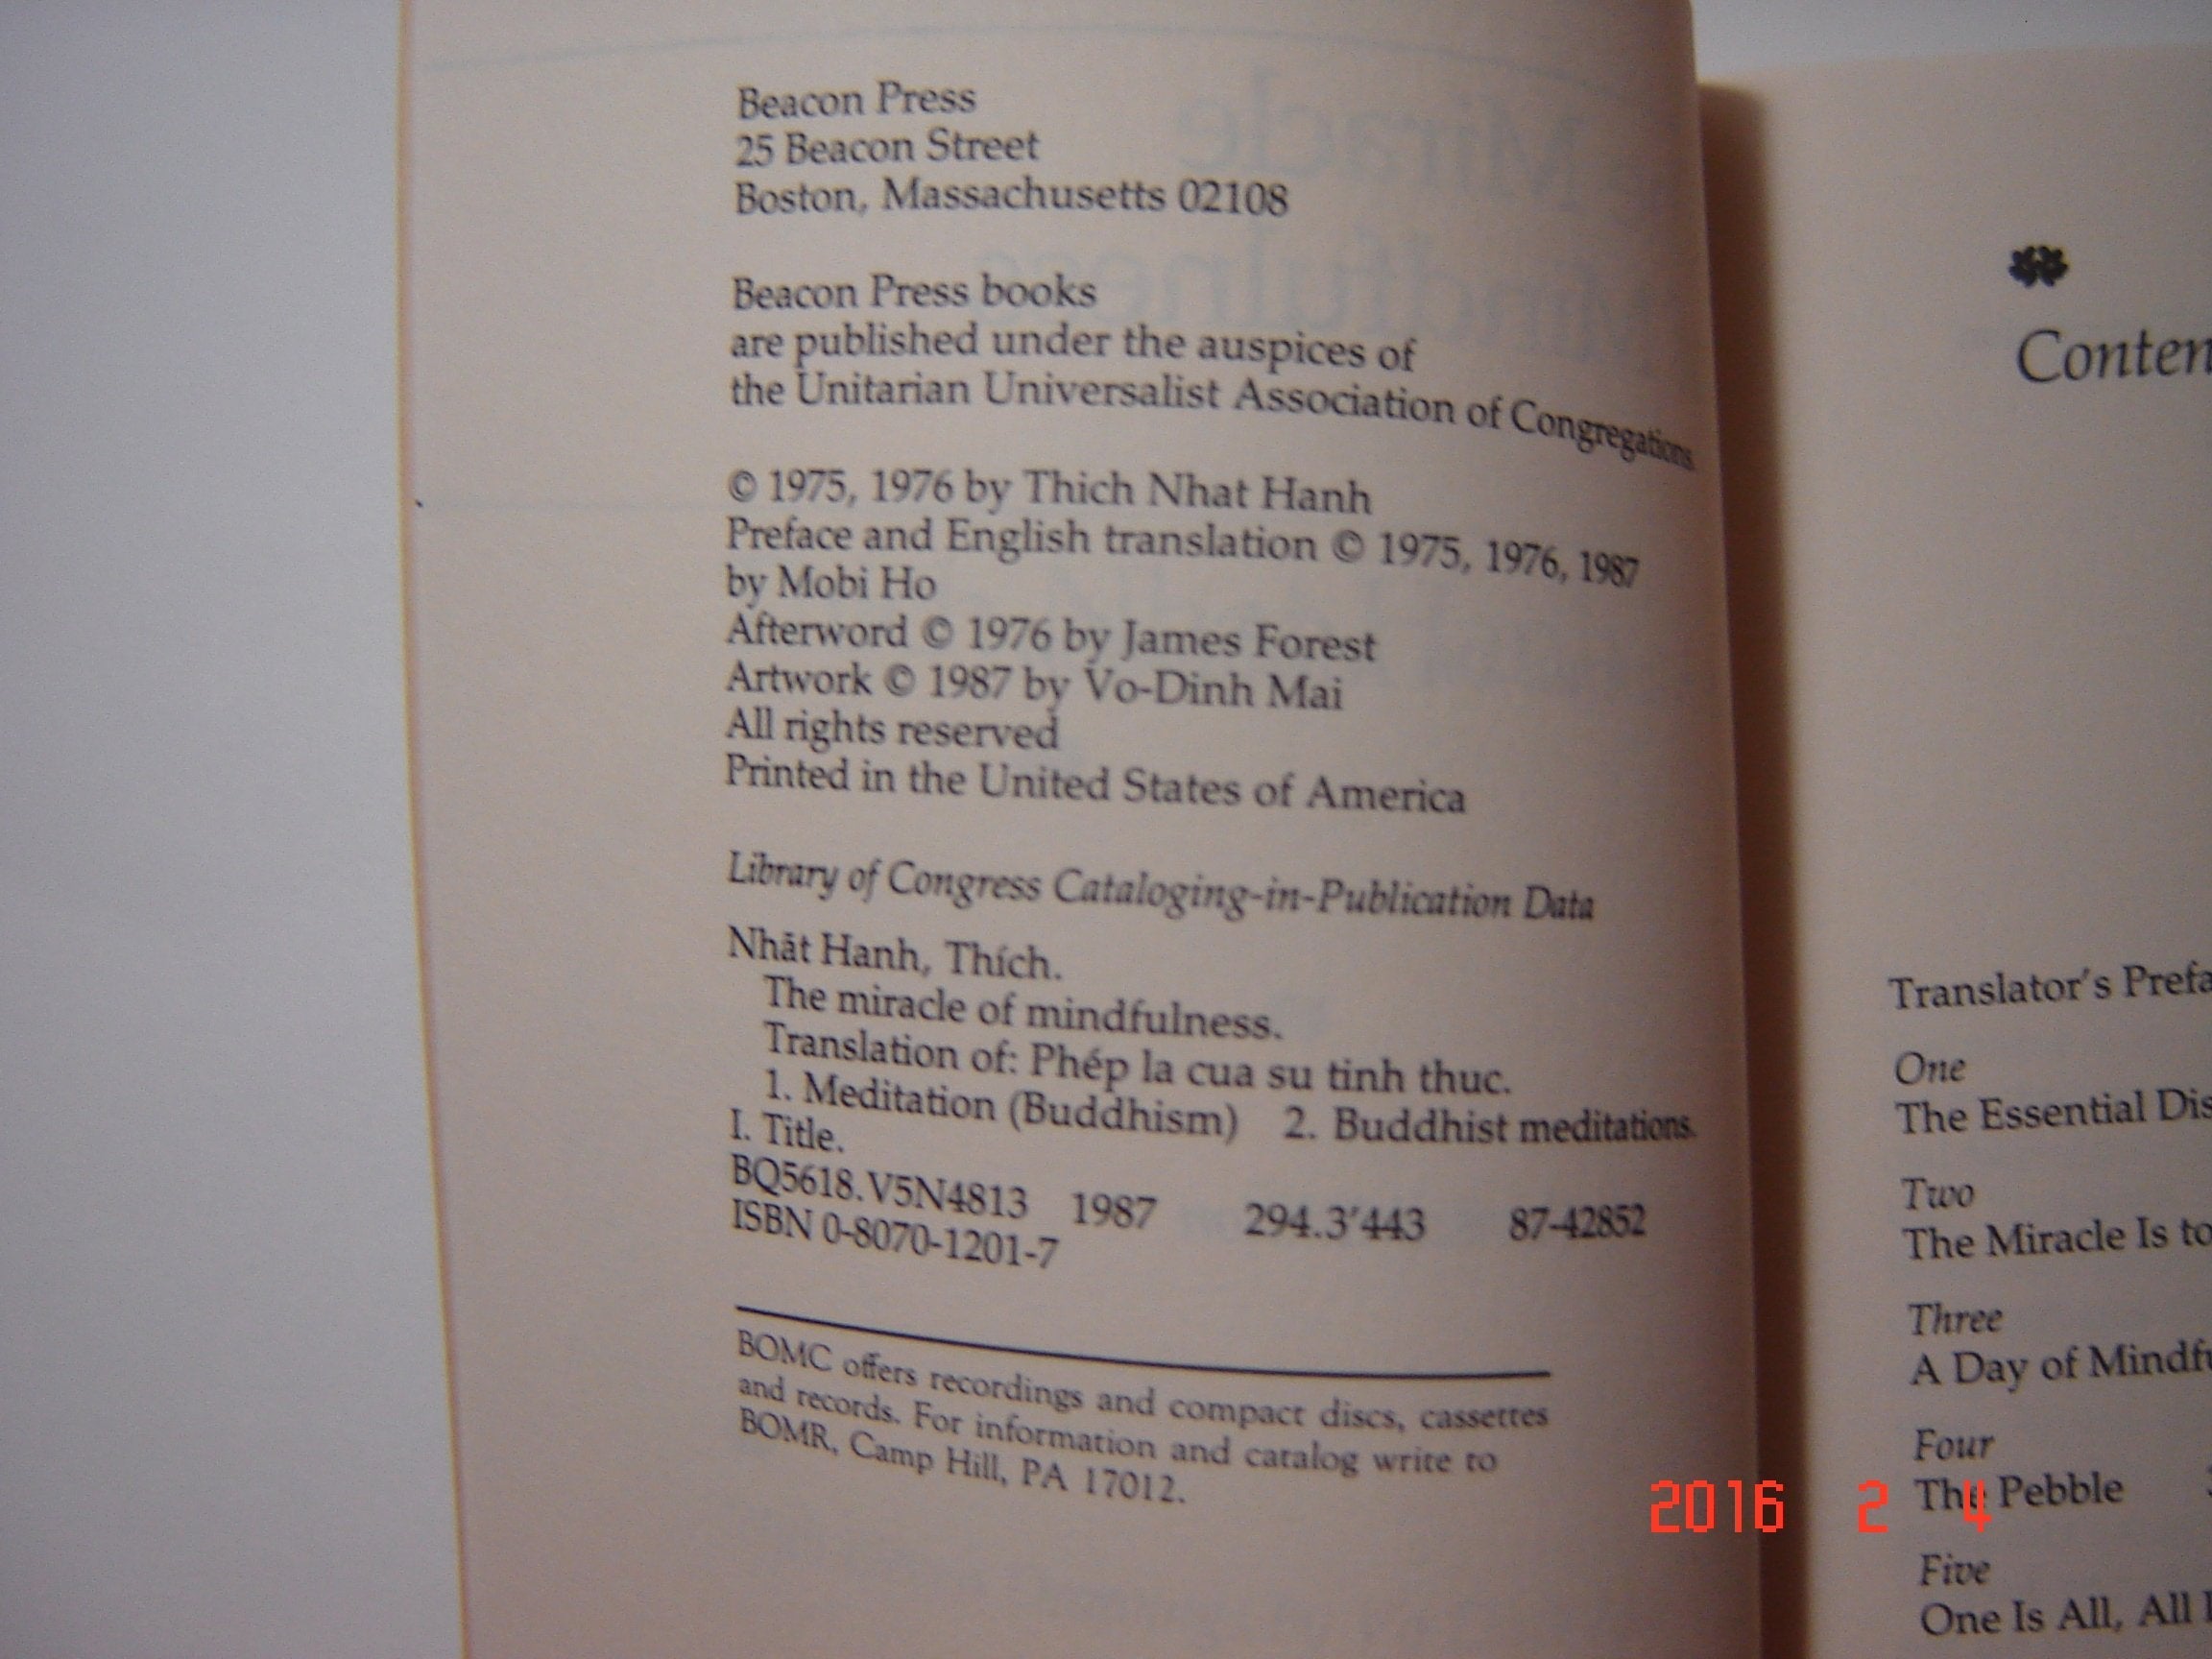 Beacon Press
25 Beacon Street
Boston, Massachusetts 02108
Beacon Press books
are published under the auspices of
the Unitarian Universalist Association of Congregations.
© 1975, 1976 by Thich Nhat Hanh
Preface and English translation © 1975, 1976, 1987
by Mobi Ho
Afterword © 1976 by James Forest
Artwork © 1987 by Vo-Dinh Mai
All rights reserved
Printed in the United States of America
Library of Congress Cataloging-in-Publication Data
Nhãt Hanh, Thích.
The miracle of mindfulness.
Translation of: Phép la cua su tinh thuc.
1. Meditation (Buddhism) 2. Buddhist meditations.
I. Title.
BQ5618.V5N4813 1987 294.3'443 87-42852
ISBN 0-8070-1201-7
BOMC offers recordings and compact discs, cassettes
and records. For information and catalog write to
BOMR, Camp Hill, PA 17012.
Conten
Translator's Prefa
One
The Essential Dis
Two
The Miracle Is to
Three
A Day of Mindfu
Four
The Pebble
Five
One Is All, All
2016 2 4